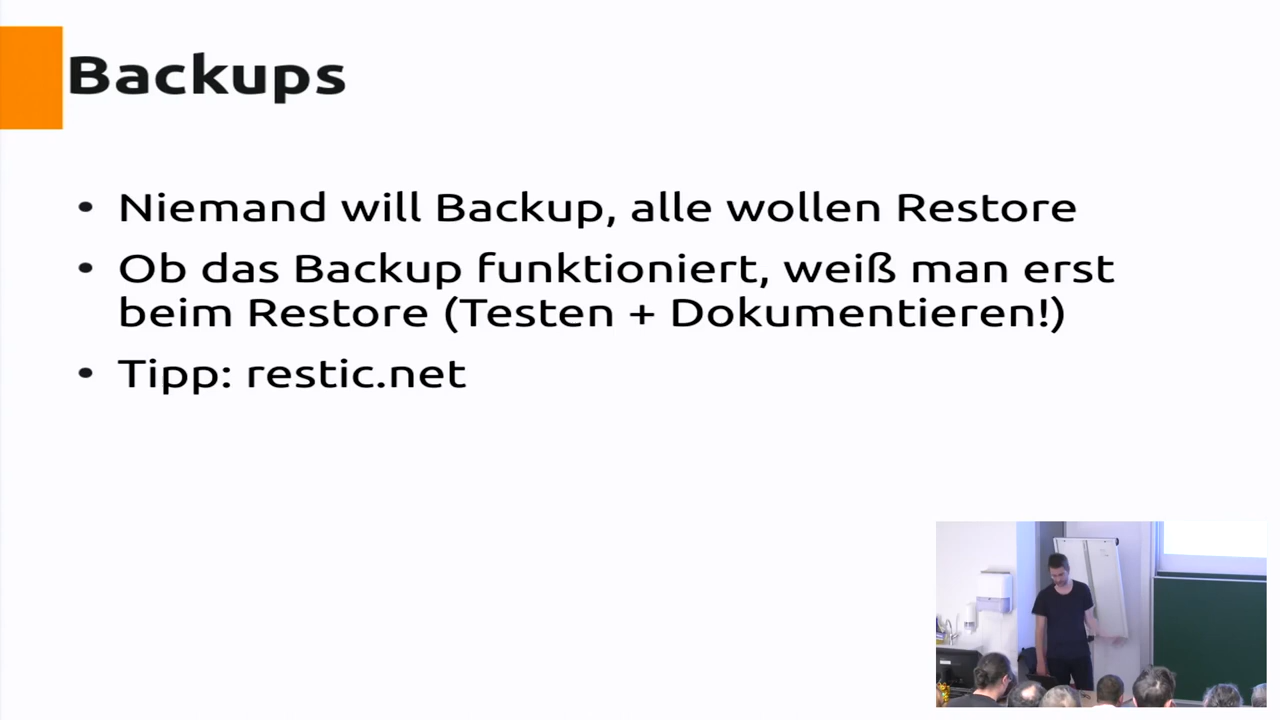 Backups
• Niemand will Backup, alle wollen Restore
• Ob das Backup funktioniert, weiß man erst
beim Restore (Testen + Dokumentieren!)
• Tipp: restic.net